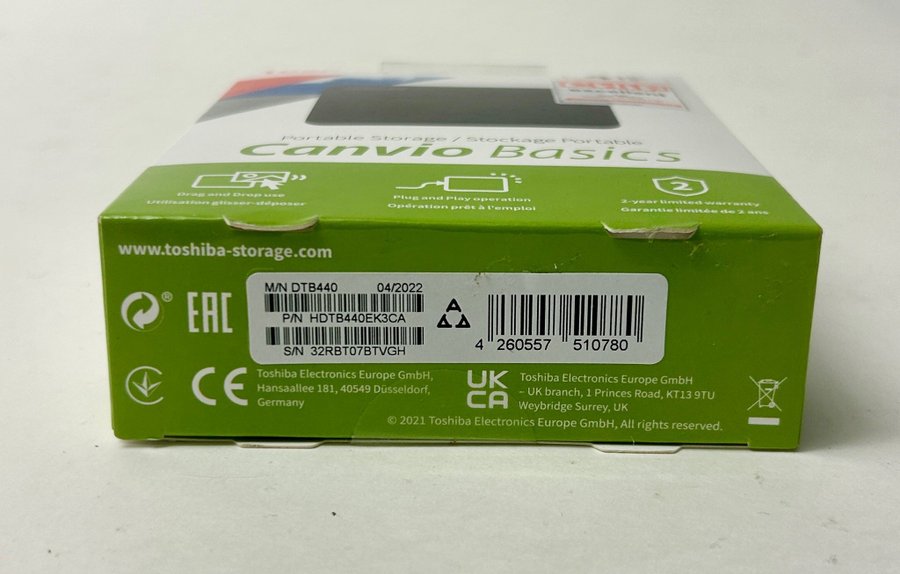 Portable Storage / Stockage Portable
Canvio Basics
Drag and Drop use
Utilisation glisser-déposer
Plug and Play operation
Opération prêt à l'emploi
2
2-year limited warranty
Garantie limitée de 2 ans
www.toshiba-storage.com
®
EAC
M/N DTB440 04/2022
P/N HDTB440EK3CA
S/N 32RBT07BTVGH
4 260557 510780
CE
Toshiba Electronics Europe GmbH,
Hansaallee 181, 40549 Düsseldorf,
Germany
UK
CA
Toshiba Electronics Europe GmbH
– UK branch, 1 Princes Road, KT13 9TU
Weybridge Surrey, UK
© 2021 Toshiba Electronics Europe GmbH, All rights reserved.